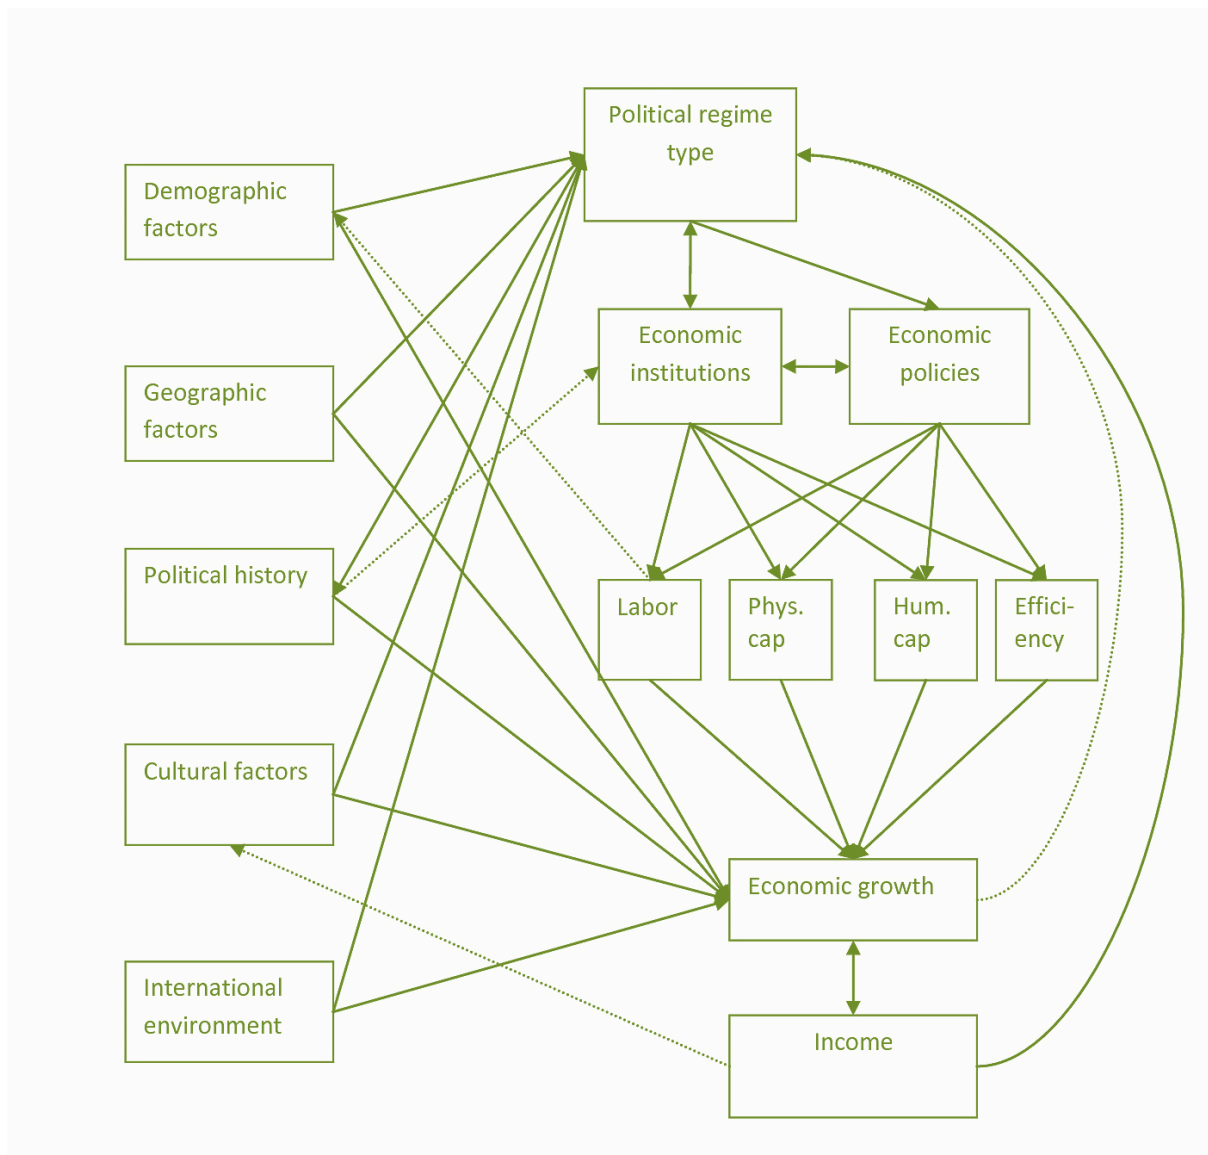 Political regime
type
Demographic
factors
Economic
institutions
Economic
policies
Geographic
factors
Political history
Labor
Phys.
cap
Hum.
cap
Effici-
ency
Cultural factors
Economic growth
International
environment
Income